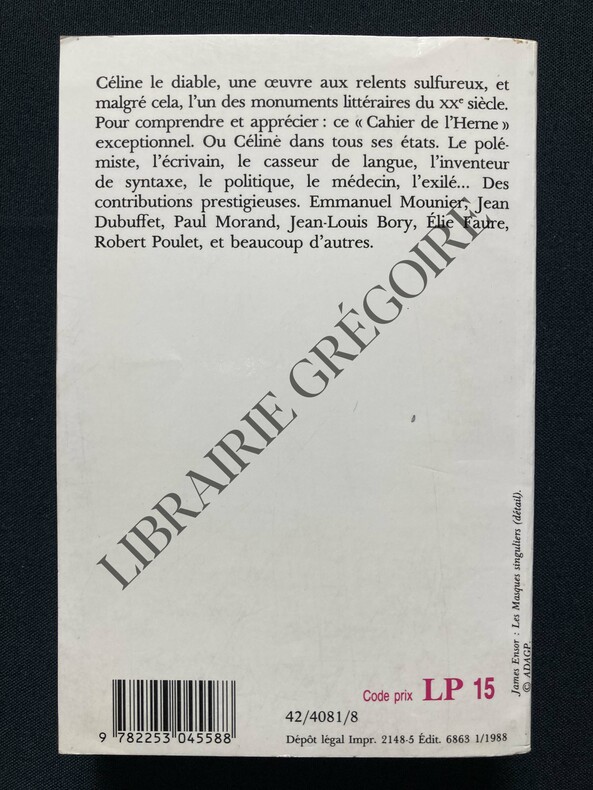 Céline le diable, une œuvre aux relents sulfureux, et
malgré cela, l'un des monuments littéraires du XXe siècle.
Pour comprendre et apprécier : ce « Cahier de l'Herne »
exceptionnel. Ou Céline dans tous ses états. Le polé-
miste, l'écrivain, le casseur de langue, l'inventeur
de syntaxe, le politique, le médecin, l'exilé... Des
contributions prestigieuses. Emmanuel Mounier, Jean
Dubuffet, Paul Morand, Jean-Louis Bory, Élie Faure,
Robert Poulet, et beaucoup d'autres.
LIBRAIRIE GRÉGOIRE
James Ensor : Les Masques singuliers (détail).
© ADAGP.
Code prix LP 15
42/4081/8
9 782253 045588
Dépôt légal Impr. 2148-5 Édit. 6863 1/1988